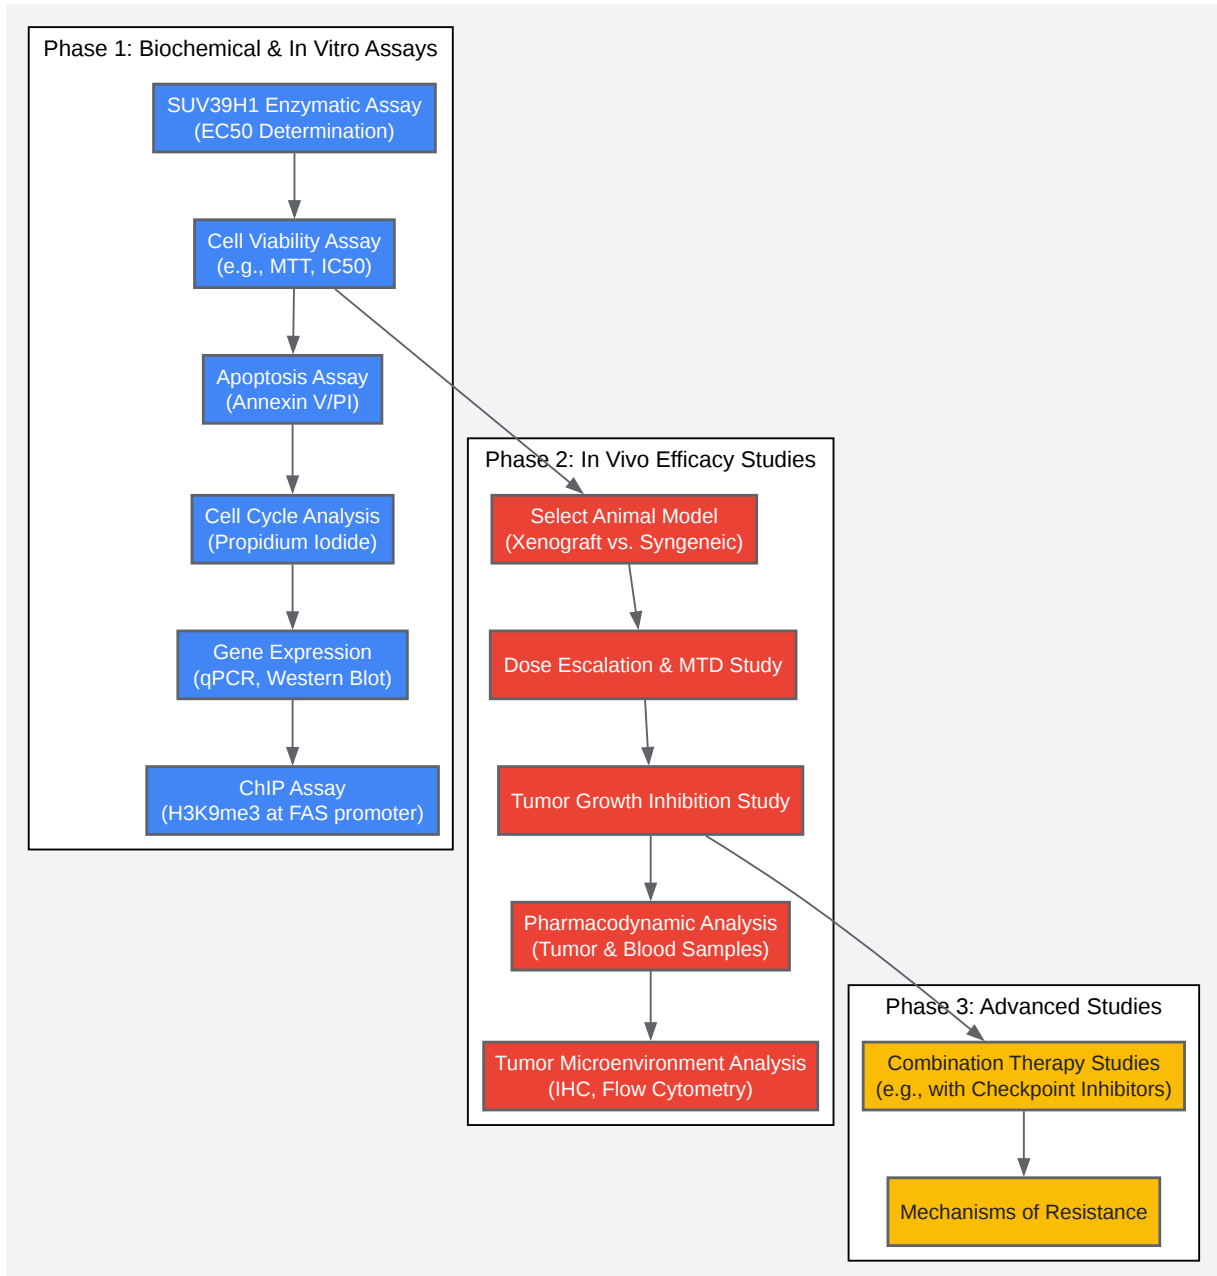 Phase 1: Biochemical & In Vitro Assays
SUV39H1 Enzymatic Assay
(EC50 Determination)
Cell Viability Assay
(e.g., MTT, IC50)
Apoptosis Assay
(Annexin V/PI)
Cell Cycle Analysis
(Propidium Iodide)
Gene Expression
(qPCR, Western Blot)
ChIP Assay
(H3K9me3 at FAS promoter)
Phase 2: In Vivo Efficacy Studies
Select Animal Model
(Xenograft vs. Syngeneic)
Dose Escalation & MTD Study
Tumor Growth Inhibition Study
Pharmacodynamic Analysis
(Tumor & Blood Samples)
Tumor Microenvironment Analysis
(IHC, Flow Cytometry)
Phase 3: Advanced Studies
Combination Therapy Studies
(e.g., with Checkpoint Inhibitors)
Mechanisms of Resistance